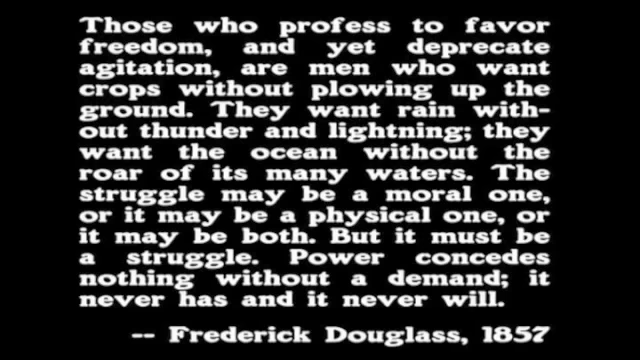 Those who profess to favor
freedom, and yet deprecate
agitation, are men who want
crops without plowing up the
ground. They want rain with-
out thunder and lightning; they
want the ocean without the
roar of its many waters. The
struggle may be a moral one,
or it may be a physical one, or
it may be both. But it must be
a struggle. Power concedes
nothing without a demand; it
never has and it never will.
-- Frederick Douglass, 1857